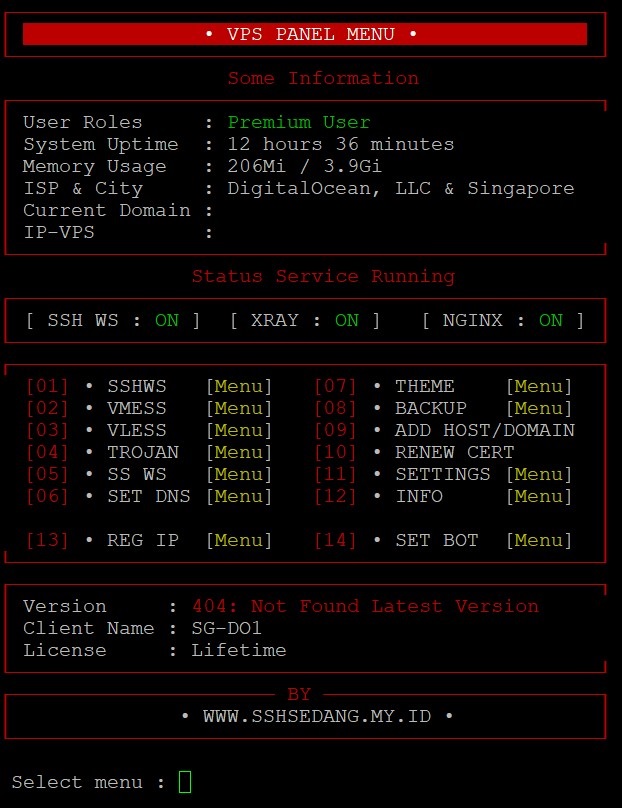 • VPS PANEL MENU •
Some Information
User Roles : Premium User
System Uptime : 12 hours 36 minutes
Memory Usage : 206Mi / 3.9Gi
ISP & City : DigitalOcean, LLC & Singapore
Current Domain :
IP-VPS :
Status Service Running
[ SSH WS : ON ] [ XRAY : ON ] [ NGINX : ON ]
[01] • SSHWS [Menu] [07] • THEME [Menu]
[02] • VMESS [Menu] [08] • BACKUP [Menu]
[03] • VLESS [Menu] [09] • ADD HOST/DOMAIN
[04] • TROJAN [Menu] [10] • RENEW CERT
[05] • SS WS [Menu] [11] • SETTINGS [Menu]
[06] • SET DNS [Menu] [12] • INFO [Menu]
[13] • REG IP [Menu] [14] • SET BOT [Menu]
Version : 404: Not Found Latest Version
Client Name : SG-DO1
License : Lifetime
BY
• WWW.SSHSEDANG.MY.ID •
Select menu :